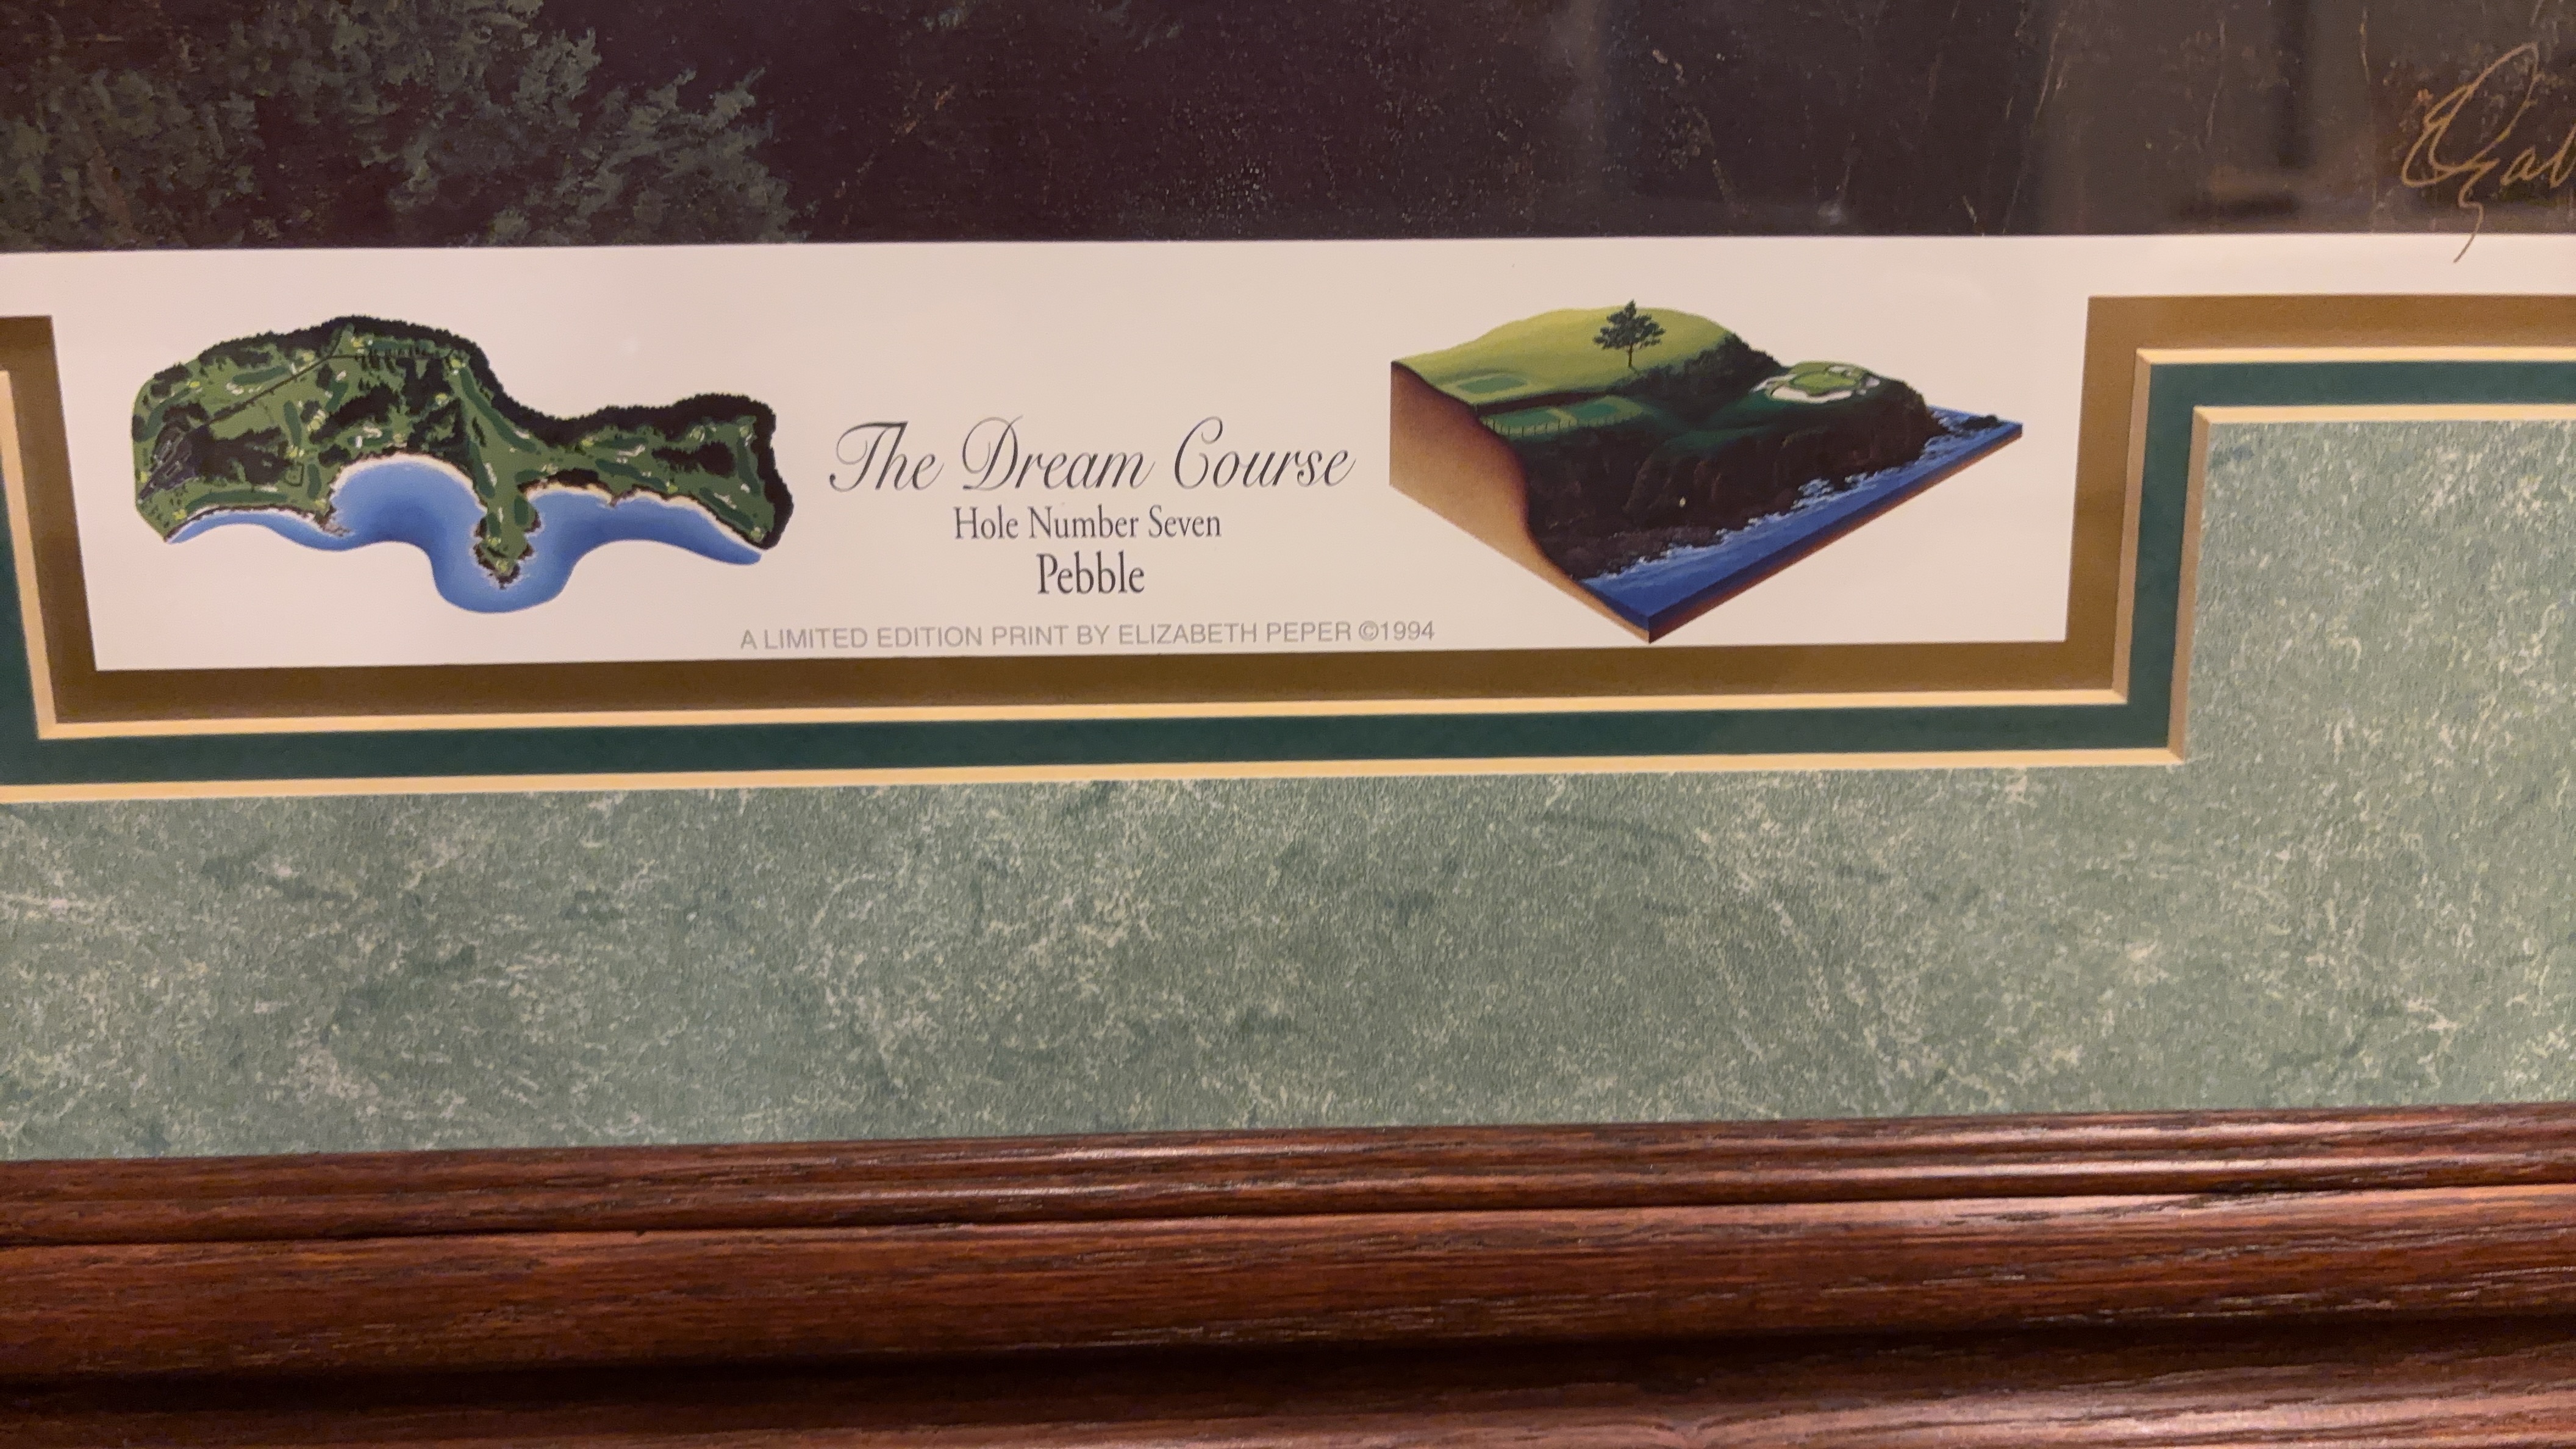 The Dream Course
Hole Number Seven
Pebble
A LIMITED EDITION PRINT BY ELIZABETH PEPER ©1994